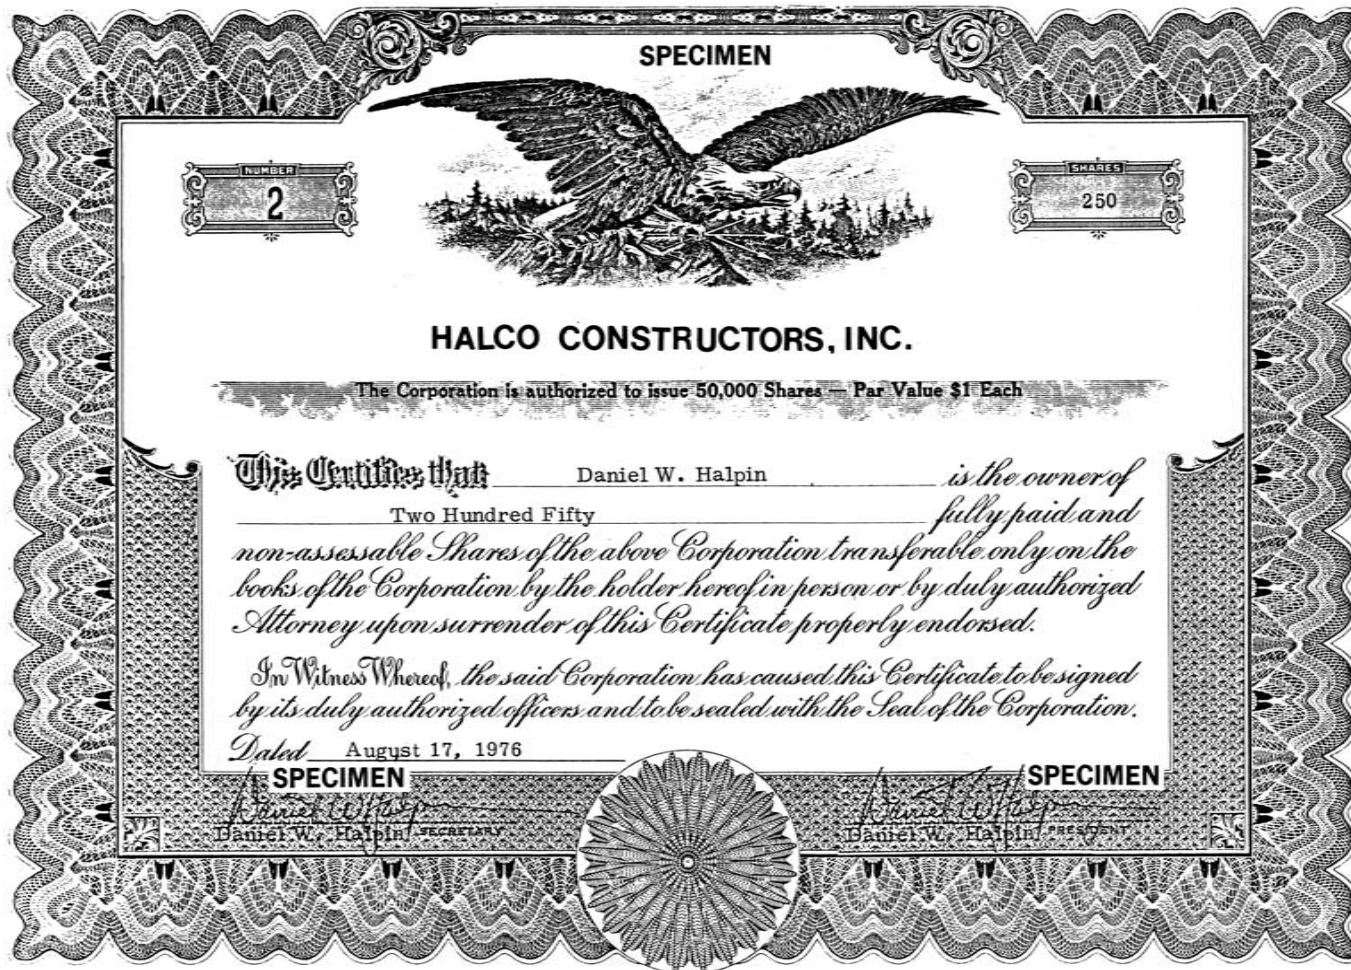 SPECIMEN
NUMBER
2
SHARES
250
HALCO CONSTRUCTORS, INC.
The Corporation is authorized to issue 50,000 Shares — Par Value $1 Each
This Certifies that Daniel W. Halpin is the owner of
Two Hundred Fifty fully paid and
non-assessable Shares of the above Corporation transferable only on the
books of the Corporation by the holder hereof in person or by duly authorized
Attorney upon surrender of this Certificate properly endorsed.
In Witness Whereof, the said Corporation has caused this Certificate to be signed
by its duly authorized officers and to be sealed with the Seal of the Corporation.
Dated August 17, 1976
SPECIMEN SPECIMEN
Daniel W Halpin Daniel W Halpin
Daniel W. Halpin SECRETARY Daniel W. Halpin PRESIDENT